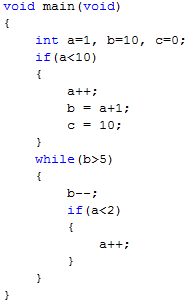 void main(void)
{
    int a=1, b=10, c=0;
    if(a<10)
    {
        a++;
        b = a+1;
        c = 10;
    }
    while(b>5)
    {
        b--;
        if(a<2)
        {
            a++;
        }
    }
}